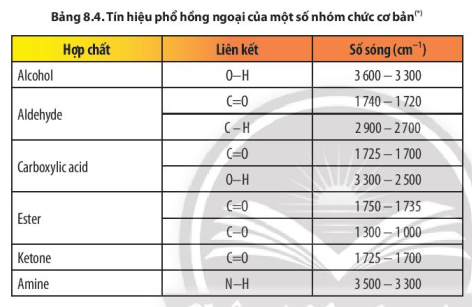 Bảng 8.4. Tín hiệu phổ hồng ngoại của một số nhóm chức cơ bản(*)
Hợp chất Liên kết Số sóng (cm⁻¹)
Alcohol O–H 3 600 – 3 300
Aldehyde C=O 1 740 – 1 720
C – H 2 900 – 2 700
Carboxylic acid C=O 1 725 – 1 700
O–H 3 300 – 2 500
Ester C=O 1 750 – 1 735
C–O 1 300 – 1 000
Ketone C=O 1 725 – 1 700
Amine N–H 3 500 – 3 300